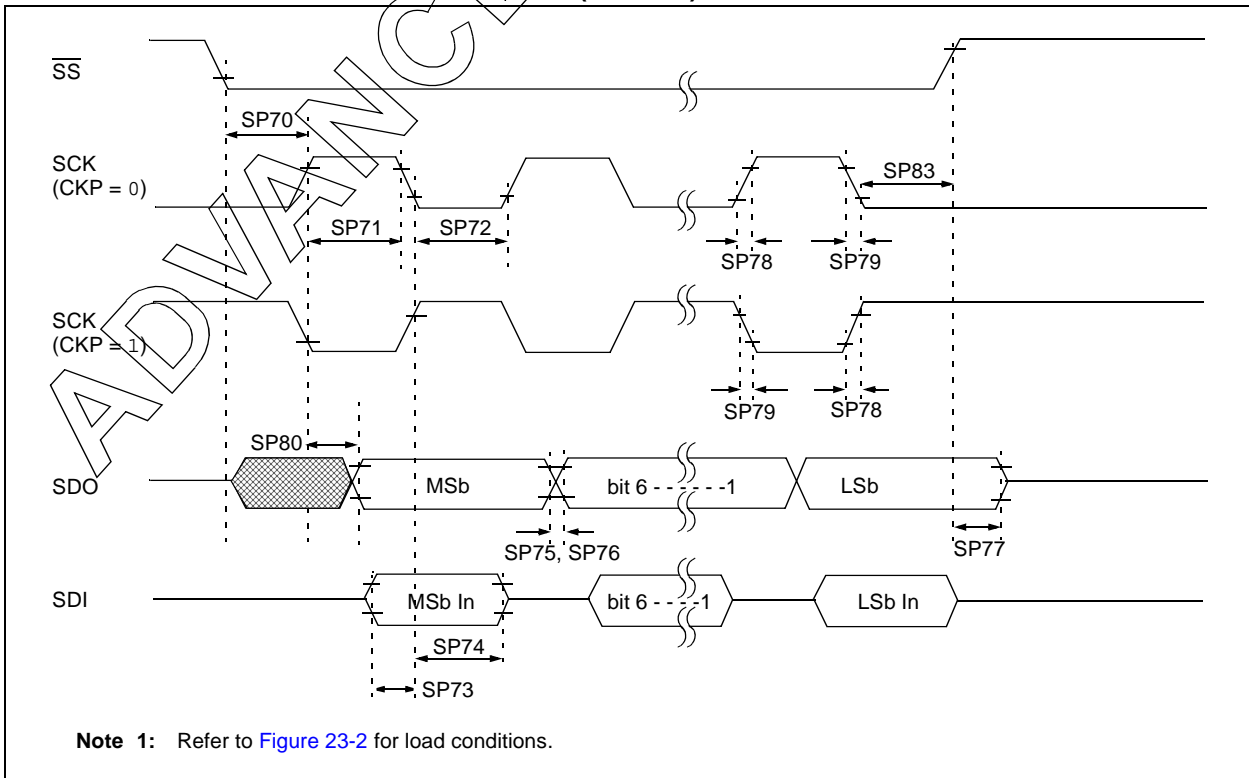 SS
SP70
SCK
(CKP = 0)
SP83
SP71
SP72
SP78
SP79
SCK
(CKP = 1)
SP79
SP78
SP80
SDO
MSb
bit 6 - - - - - -1
LSb
SP75, SP76
SP77
SDI
MSb In
bit 6 - - - -1
LSb In
SP74
SP73
Note 1: Refer to Figure 23-2 for load conditions.